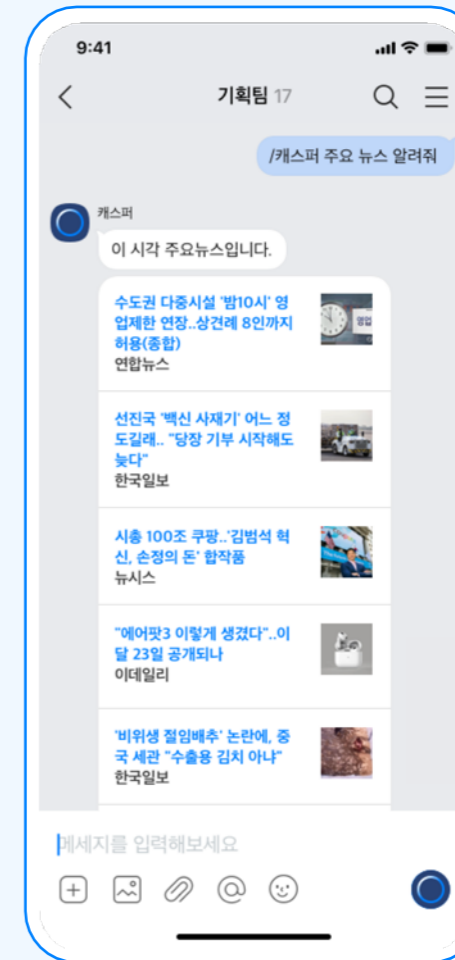 9:41
기획팀 17
/캐스퍼 주요 뉴스 알려줘
캐스퍼
이 시각 주요뉴스입니다.
수도권 다중시설 '밤10시' 영
업제한 연장..상견례 8인까지
허용(종합)
연합뉴스
영업
선진국 '백신 사재기' 어느 정
도길래.. "당장 기부 시작해도
늦다"
한국일보
시총 100조 쿠팡..'김범석 혁
신, 손정의 돈' 합작품
뉴시스
"에어팟3 이렇게 생겼다"..이
달 23일 공개되나
이데일리
'비위생 절임배추' 논란에, 중
국 세관 "수출용 김치 아냐"
한국일보
메세지를 입력해보세요